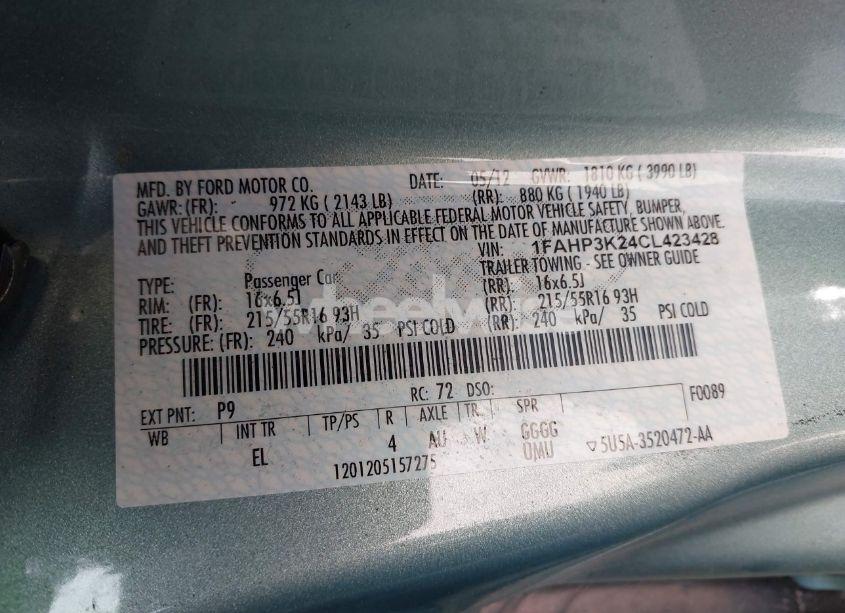 MFD. BY FORD MOTOR CO. DATE: 05/12 GVWR: 1810 KG ( 3990 LB)
GAWR: (FR): 972 KG ( 2143 LB) (RR): 880 KG ( 1940 LB)
THIS VEHICLE CONFORMS TO ALL APPLICABLE FEDERAL MOTOR VEHICLE SAFETY, BUMPER,
AND THEFT PREVENTION STANDARDS IN EFFECT ON THE DATE OF MANUFACTURE SHOWN ABOVE.
VIN: 1FAHP3K24CL423428
TYPE: Passenger Car TRAILER TOWING - SEE OWNER GUIDE
RIM: (FR): 16x6.5J (RR): 16x6.5J
TIRE: (FR): 215/55R16 93H (RR): 215/55R16 93H
PRESSURE: (FR): 240 kPa/ 35 PSI COLD (RR): 240 kPa/ 35 PSI COLD
EXT PNT: P9 RC: 72 DSO: F0089
WB INT TR TP/PS R AXLE TR SPR
EL 4 AU W GGGG
1201205157275 OMU ▽5U5A-3520472-AA